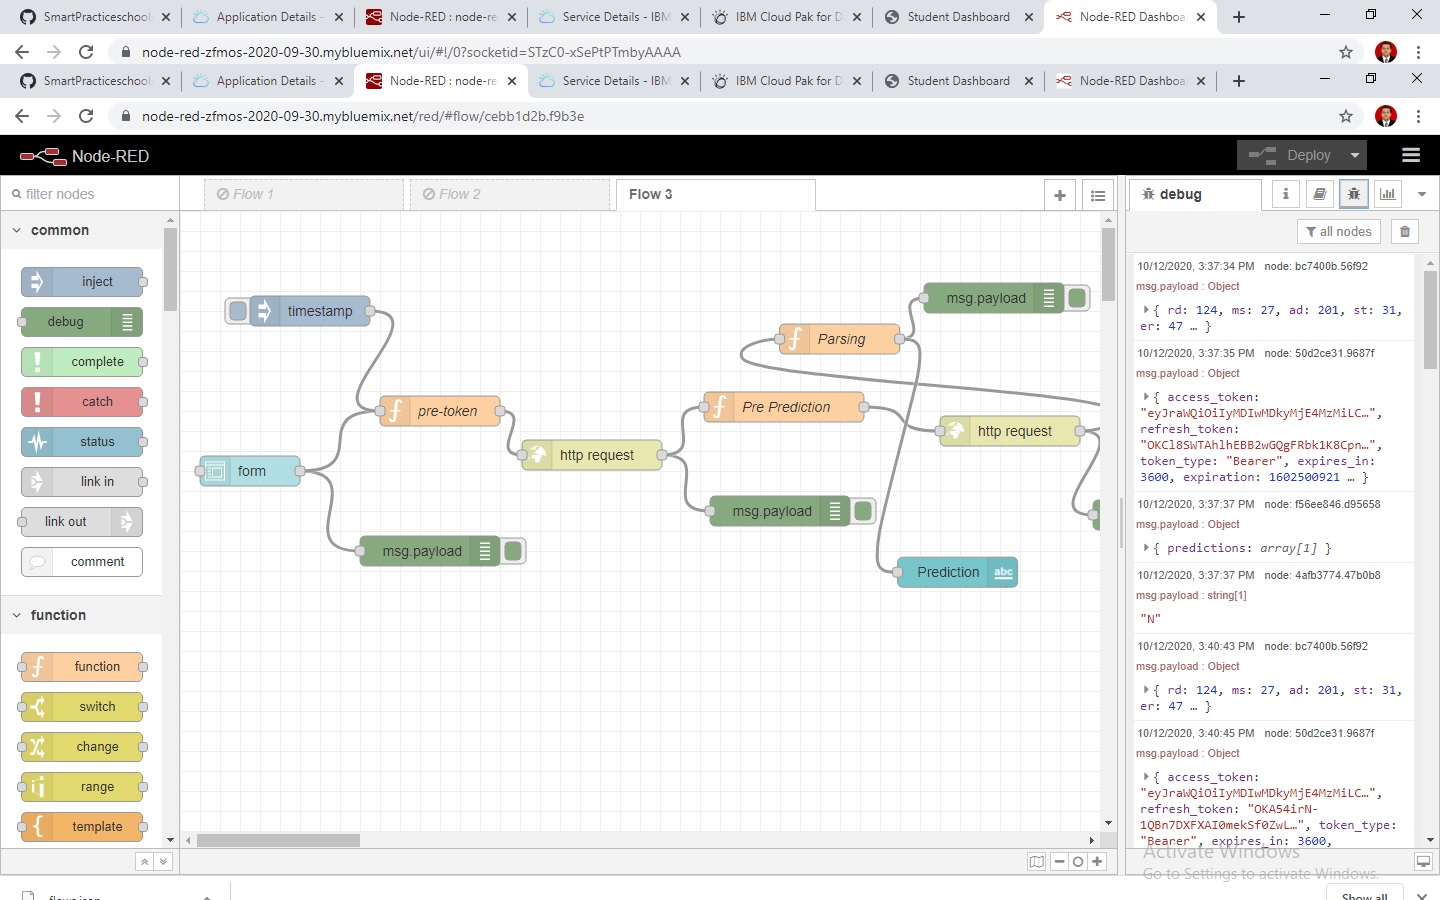 SmartPracticeschool
Application Details -
Node-RED : node-re
Service Details - IBM
IBM Cloud Pak for D
Student Dashboard
Node-RED Dashboa
node-red-zfmos-2020-09-30.mybluemix.net/ui/#!/0?socketid=STzC0-xSePtPTmbyAAAA
SmartPracticeschool
Application Details -
Node-RED : node-re
Service Details - IBM
IBM Cloud Pak for D
Student Dashboard
Node-RED Dashboa
node-red-zfmos-2020-09-30.mybluemix.net/red/#flow/cebb1d2b.f9b3e
Node-RED
Deploy
filter nodes
common
inject
debug
complete
catch
status
link in
link out
comment
function
function
switch
change
range
template
Flow 1
Flow 2
Flow 3
timestamp
pre-token
form
msg.payload
http request
Pre Prediction
msg.payload
Parsing
msg.payload
http request
Prediction
abc
debug
all nodes
10/12/2020, 3:37:34 PM node: bc7400b.56f92
msg.payload : Object
{ rd: 124, ms: 27, ad: 201, st: 31,
er: 47 … }
10/12/2020, 3:37:35 PM node: 50d2ce31.9687f
msg.payload : Object
{ access_token:
"eyJraWQiOiIyMDIwMDkyMjE4MzMiLC…",
refresh_token:
"OKCl8SWTAhlhEBB2wGQgFRbk1K8Cpn…",
token_type: "Bearer", expires_in:
3600, expiration: 1602500921 … }
10/12/2020, 3:37:37 PM node: f56ee846.d95658
msg.payload : Object
{ predictions: array[1] }
10/12/2020, 3:37:37 PM node: 4afb3774.47b0b8
msg.payload : string[1]
"N"
10/12/2020, 3:40:43 PM node: bc7400b.56f92
msg.payload : Object
{ rd: 124, ms: 27, ad: 201, st: 31,
er: 47 … }
10/12/2020, 3:40:45 PM node: 50d2ce31.9687f
msg.payload : Object
{ access_token:
"eyJraWQiOiIyMDIwMDkyMjE4MzMiLC…",
refresh_token: "OKA54irN-
1QBn7DXFXAI0mekSf0ZwL…", token_type:
"Bearer", expires_in: 3600,
Activate Windows
Go to Settings to activate Windows.
Show all